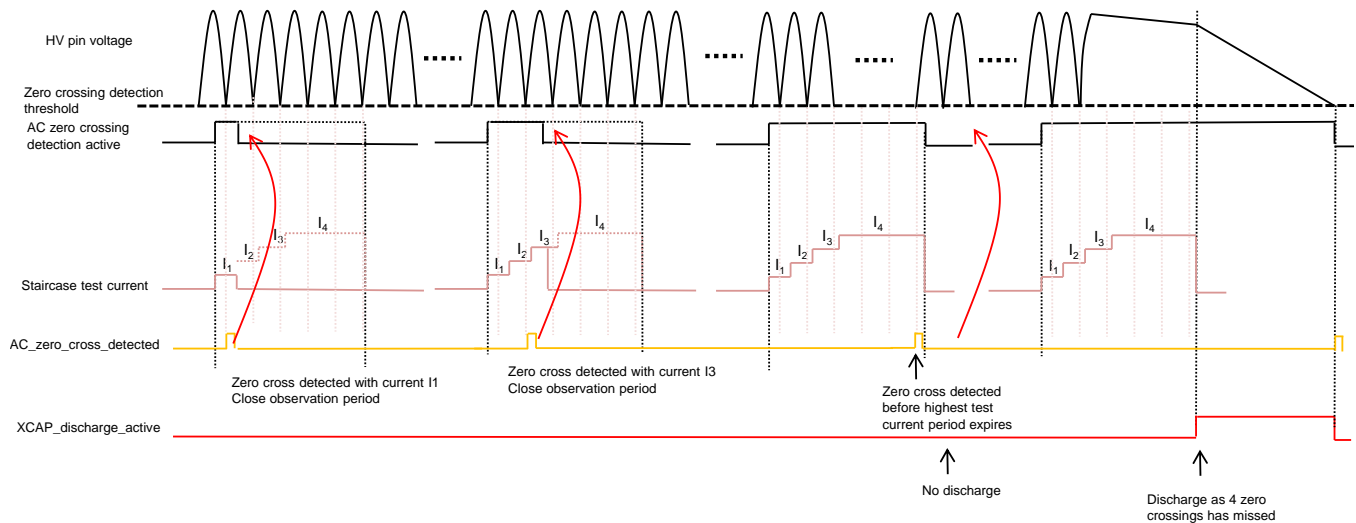 HV pin voltage
Zero crossing detection
threshold
AC zero crossing
detection active
I1
I2
I3
I4
I1
I2
I3
I4
I1
I2
I3
I4
I1
I2
I3
I4
Staircase test current
AC_zero_cross_detected
Zero cross detected with current I1
Close observation period
Zero cross detected with current I3
Close observation period
Zero cross detected
before highest test
current period expires
XCAP_discharge_active
No discharge
Discharge as 4 zero
crossings has missed